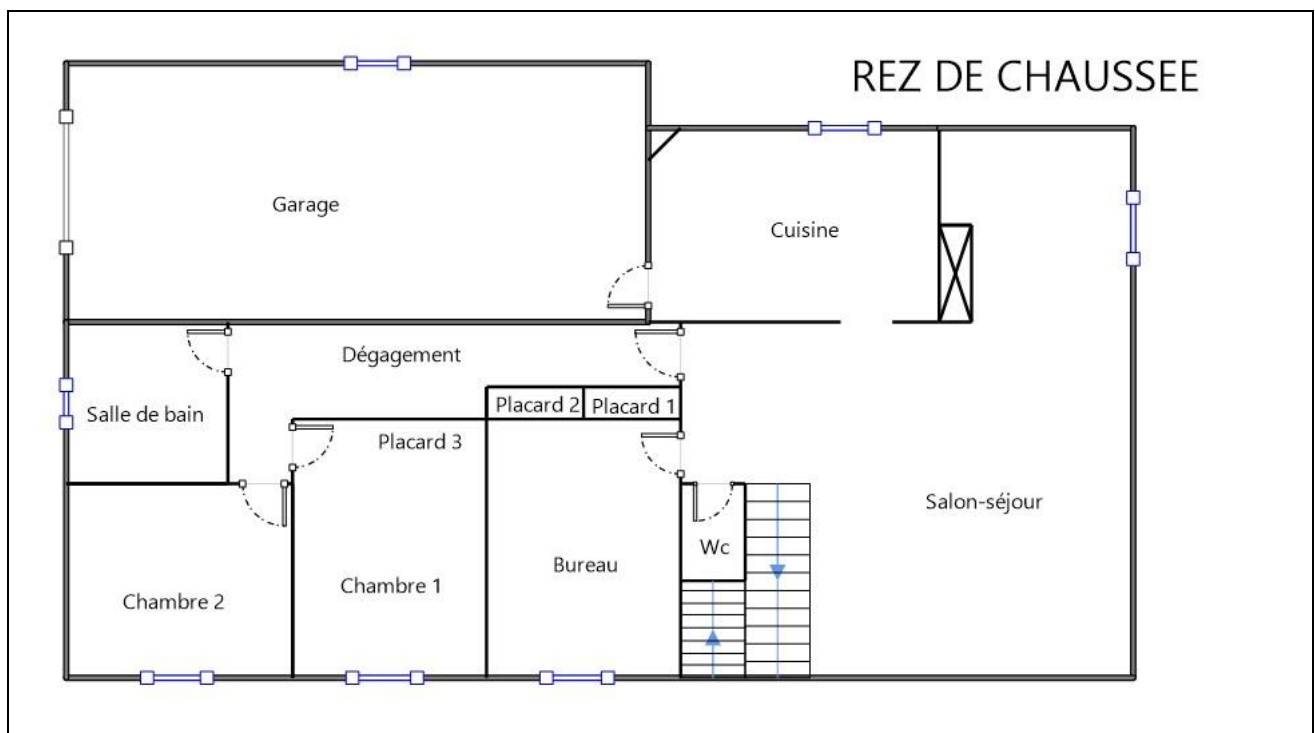 REZ DE CHAUSSEE
Garage
Cuisine
Dégagement
Salle de bain
Placard 2
Placard 1
Placard 3
Salon-séjour
Wc
Bureau
Chambre 1
Chambre 2